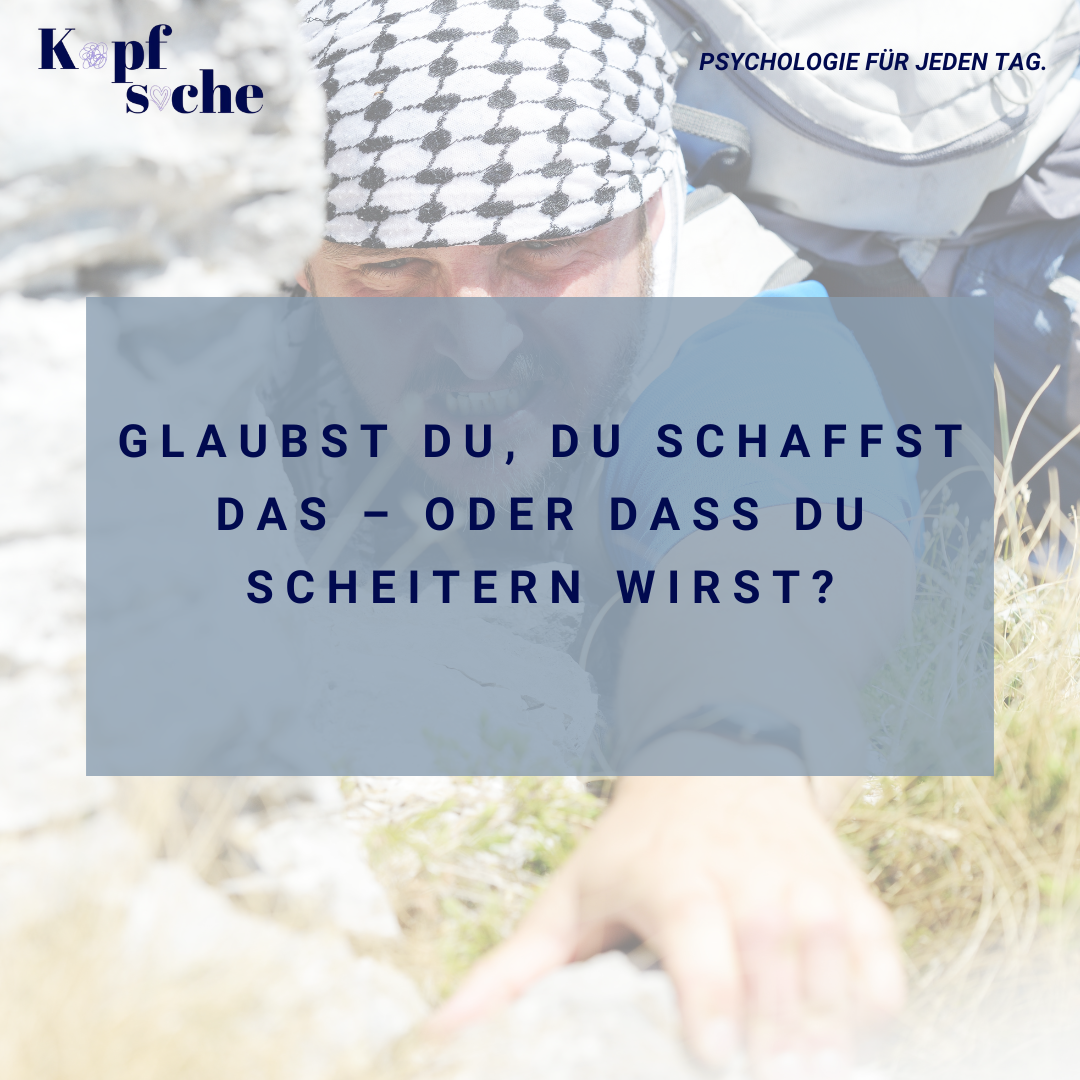 Kopf
sache
PSYCHOLOGIE FÜR JEDEN TAG.
GLAUBST DU, DU SCHAFFST
DAS – ODER DASS DU
SCHEITERN WIRST?